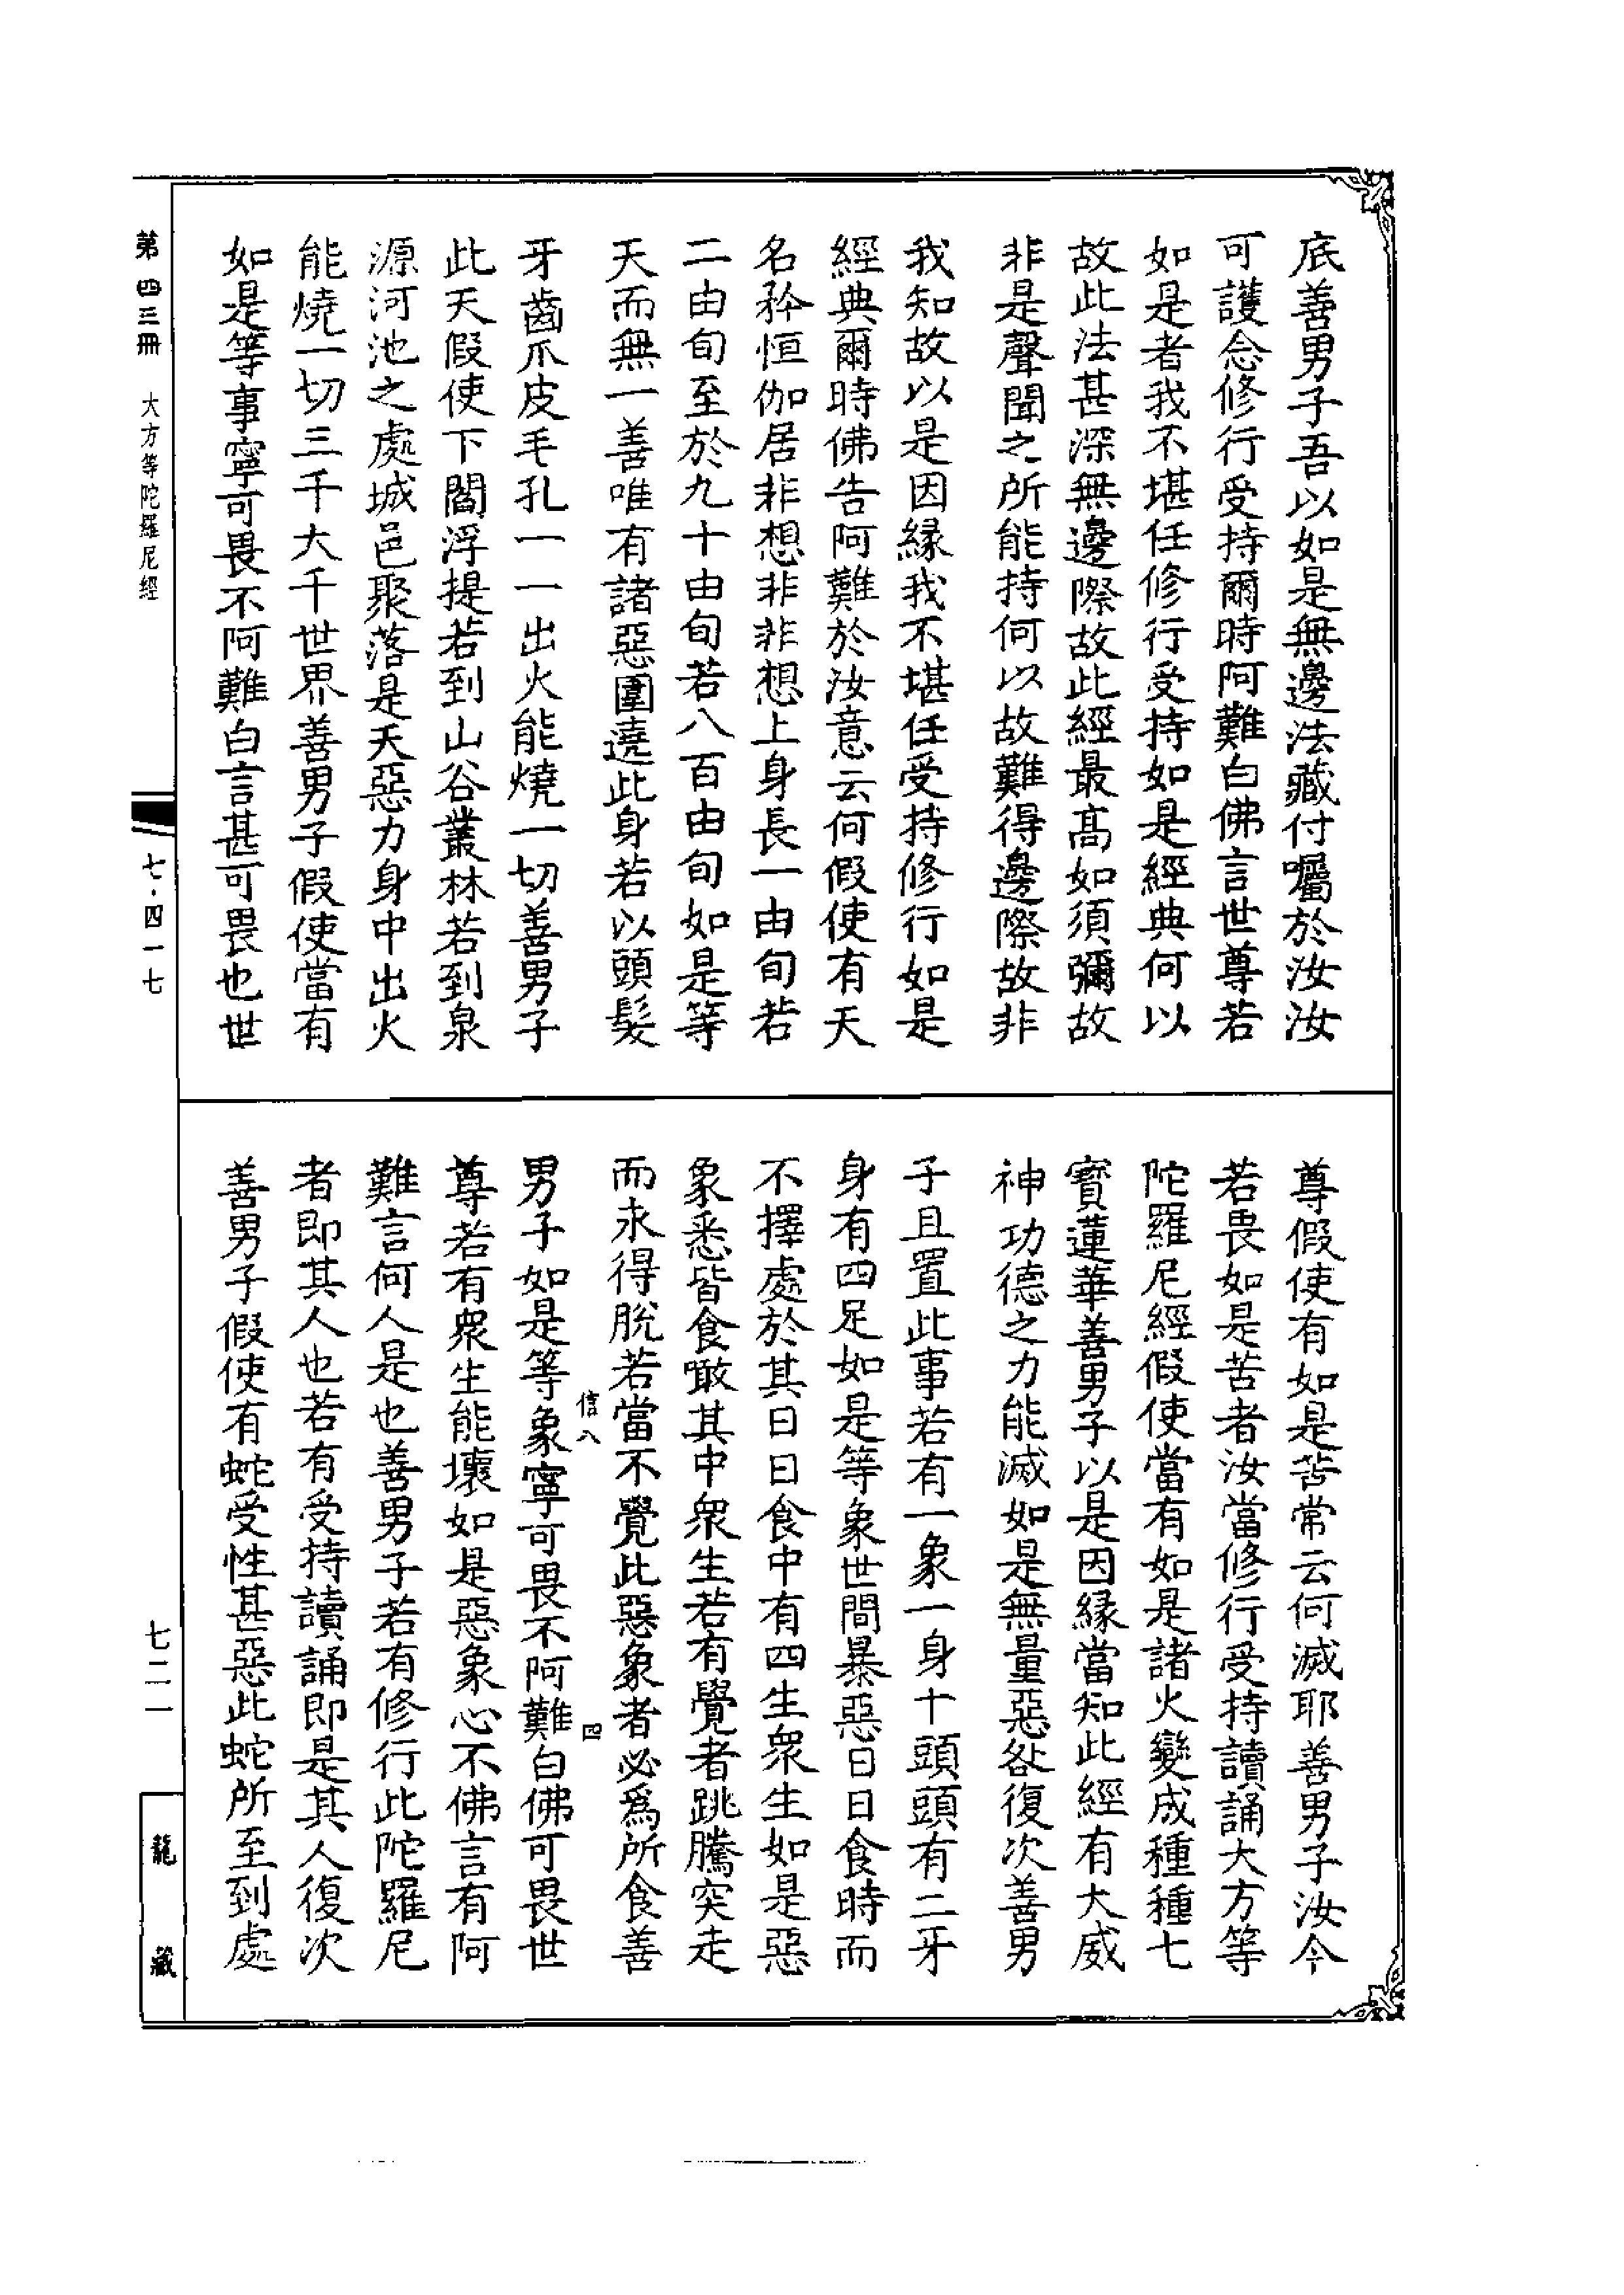 底善男子吾以如是無邊法藏付囑於汝汝
可護念修行受持爾時阿難白佛言世尊若
如是者我不堪任修行受持如是經典何以
故此法甚深無邊際故此經最高如須彌故
非是聲聞之所能持何以故難得邊際故非
我知故以是因緣我不堪任受持修行如是
經典爾時佛告阿難於汝意云何假使有天
名矜恒伽居非想非非想上身長一由旬若
二由旬至於九十由旬若八百由旬如是等
天而無一善唯有諸惡圍遶此身若以頭髮
牙齒爪皮毛孔一一出火能燒一切善男子
此天假使下閻浮提若到山谷叢林若到泉
源河池之處城邑聚落是天惡力身中出火
能燒一切三千大千世界善男子假使當有
如是等事寧可畏不阿難白言甚可畏也世
尊假使有如是苦常云何滅耶善男子汝今
若畏如是苦者汝當修行受持讀誦大方等
陀羅尼經假使當有如是諸火變成種種七
寶蓮華善男子以是因緣當知此經有大威
神功德之力能滅如是無量惡咎復次善男
子且置此事若有一象一身十頭頭有二牙
身有四足如是等象世間暴惡日日食時而
不擇處於其日日食中有四生眾生如是惡
象悉皆食噉其中眾生若有覺者跳騰突走
而永得脫若當不覺此惡象者必爲所食善
信八 四
男子如是等象寧可畏不阿難白佛可畏世
尊若有眾生能壞如是惡象心不佛言有阿
難言何人是也善男子若有修行此陀羅尼
者即其人也若有受持讀誦即是其人復次
善男子假使有蛇受性甚惡此蛇所至到處
第四三冊 大方等陀羅尼經
七·四一七
七二一
龍藏